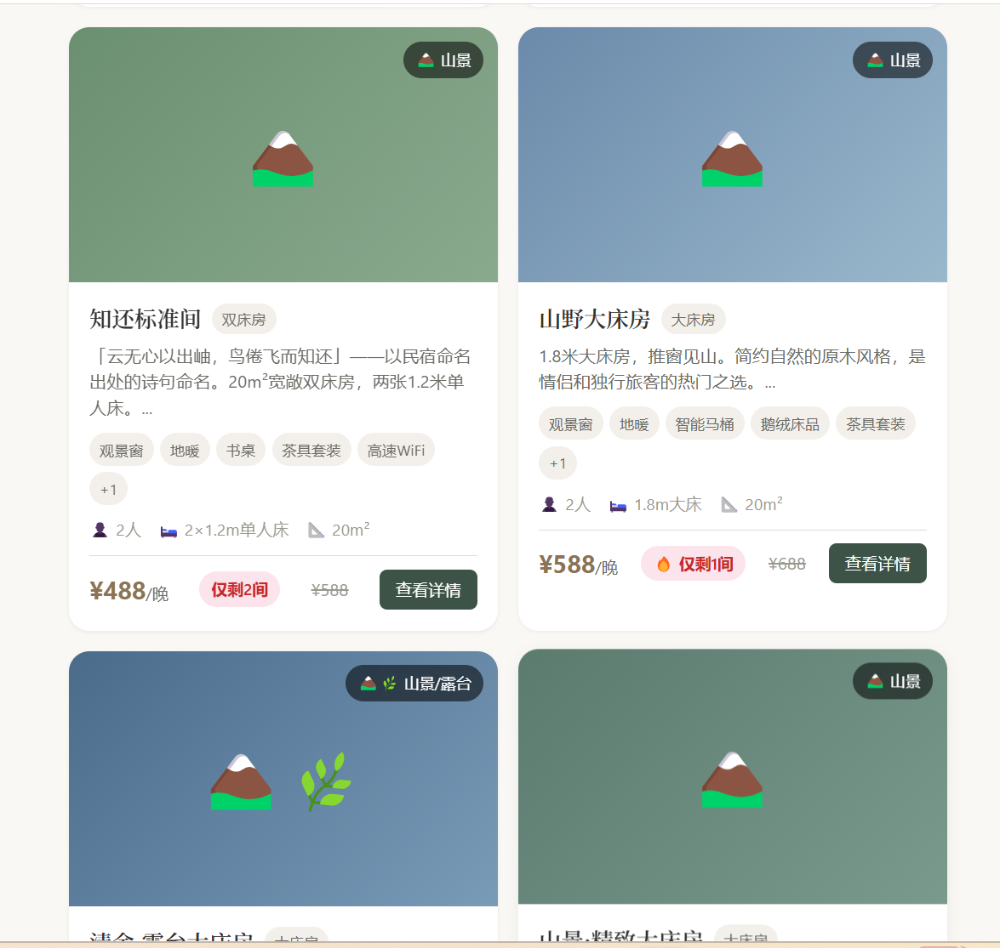 山景
知还标准间 双床房
「云无心以出岫，鸟倦飞而知还」——以民宿命名
出处的诗句命名。20m²宽敞双床房，两张1.2米单
人床。...
观景窗 地暖 书桌 茶具套装 高速WiFi
+1
2人 2×1.2m单人床 20m²
¥488/晚 仅剩2间 ¥588 查看详情
山景
山野大床房 大床房
1.8米大床房，推窗见山。简约自然的原木风格，是
情侣和独行旅客的热门之选。...
观景窗 地暖 智能马桶 鹅绒床品 茶具套装
+1
2人 1.8m大床 20m²
¥588/晚 仅剩1间 ¥688 查看详情
山景/露台
大床房
山景
山景·精致大床房 大床房